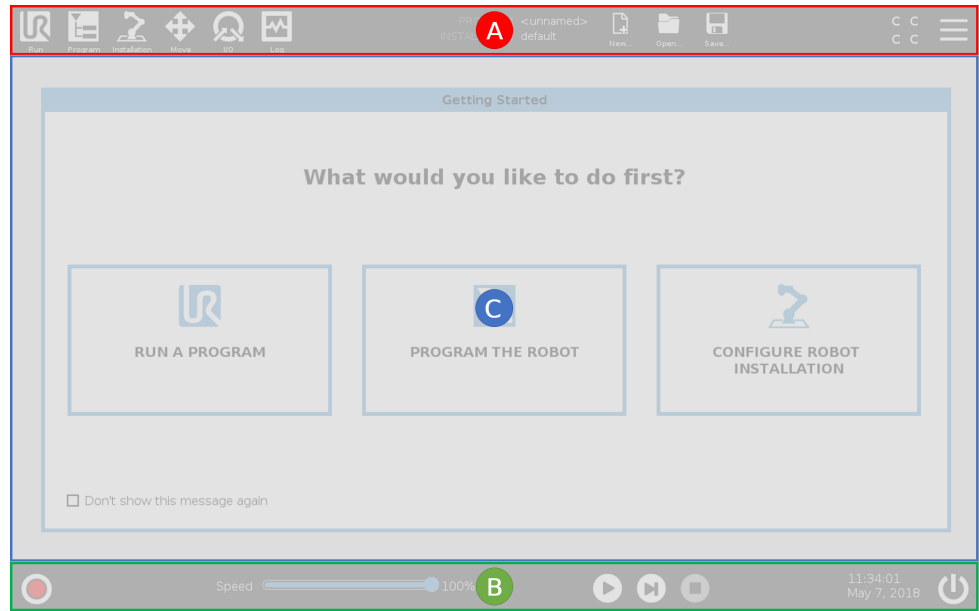 A
Run
Program
Installation
Move
I/O
Log
<unnamed>
default
New...
Open...
Save...
C C
C C
Getting Started
What would you like to do first?
C
RUN A PROGRAM
PROGRAM THE ROBOT
CONFIGURE ROBOT
INSTALLATION
Don't show this message again
Speed
100%
B
11:34:01
May 7, 2018